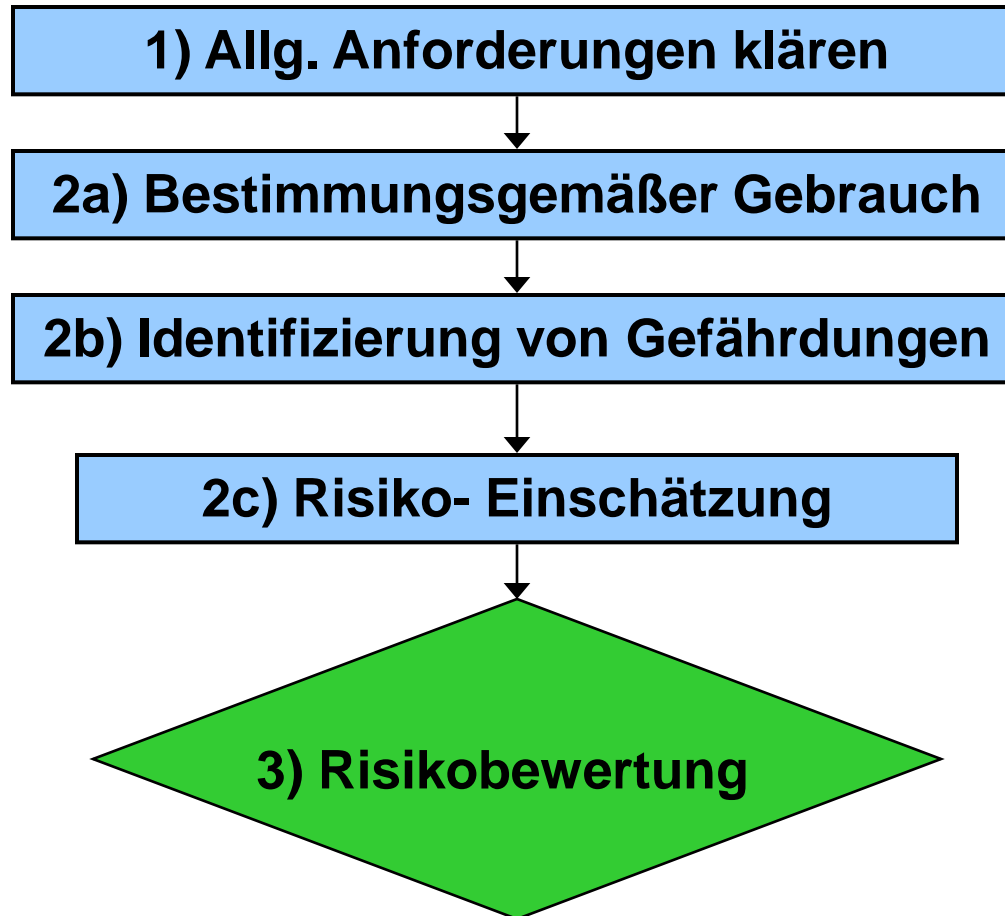 1) Allg. Anforderungen klären
2a) Bestimmungsgemäßer Gebrauch
2b) Identifizierung von Gefährdungen
2c) Risiko- Einschätzung
3) Risikobewertung